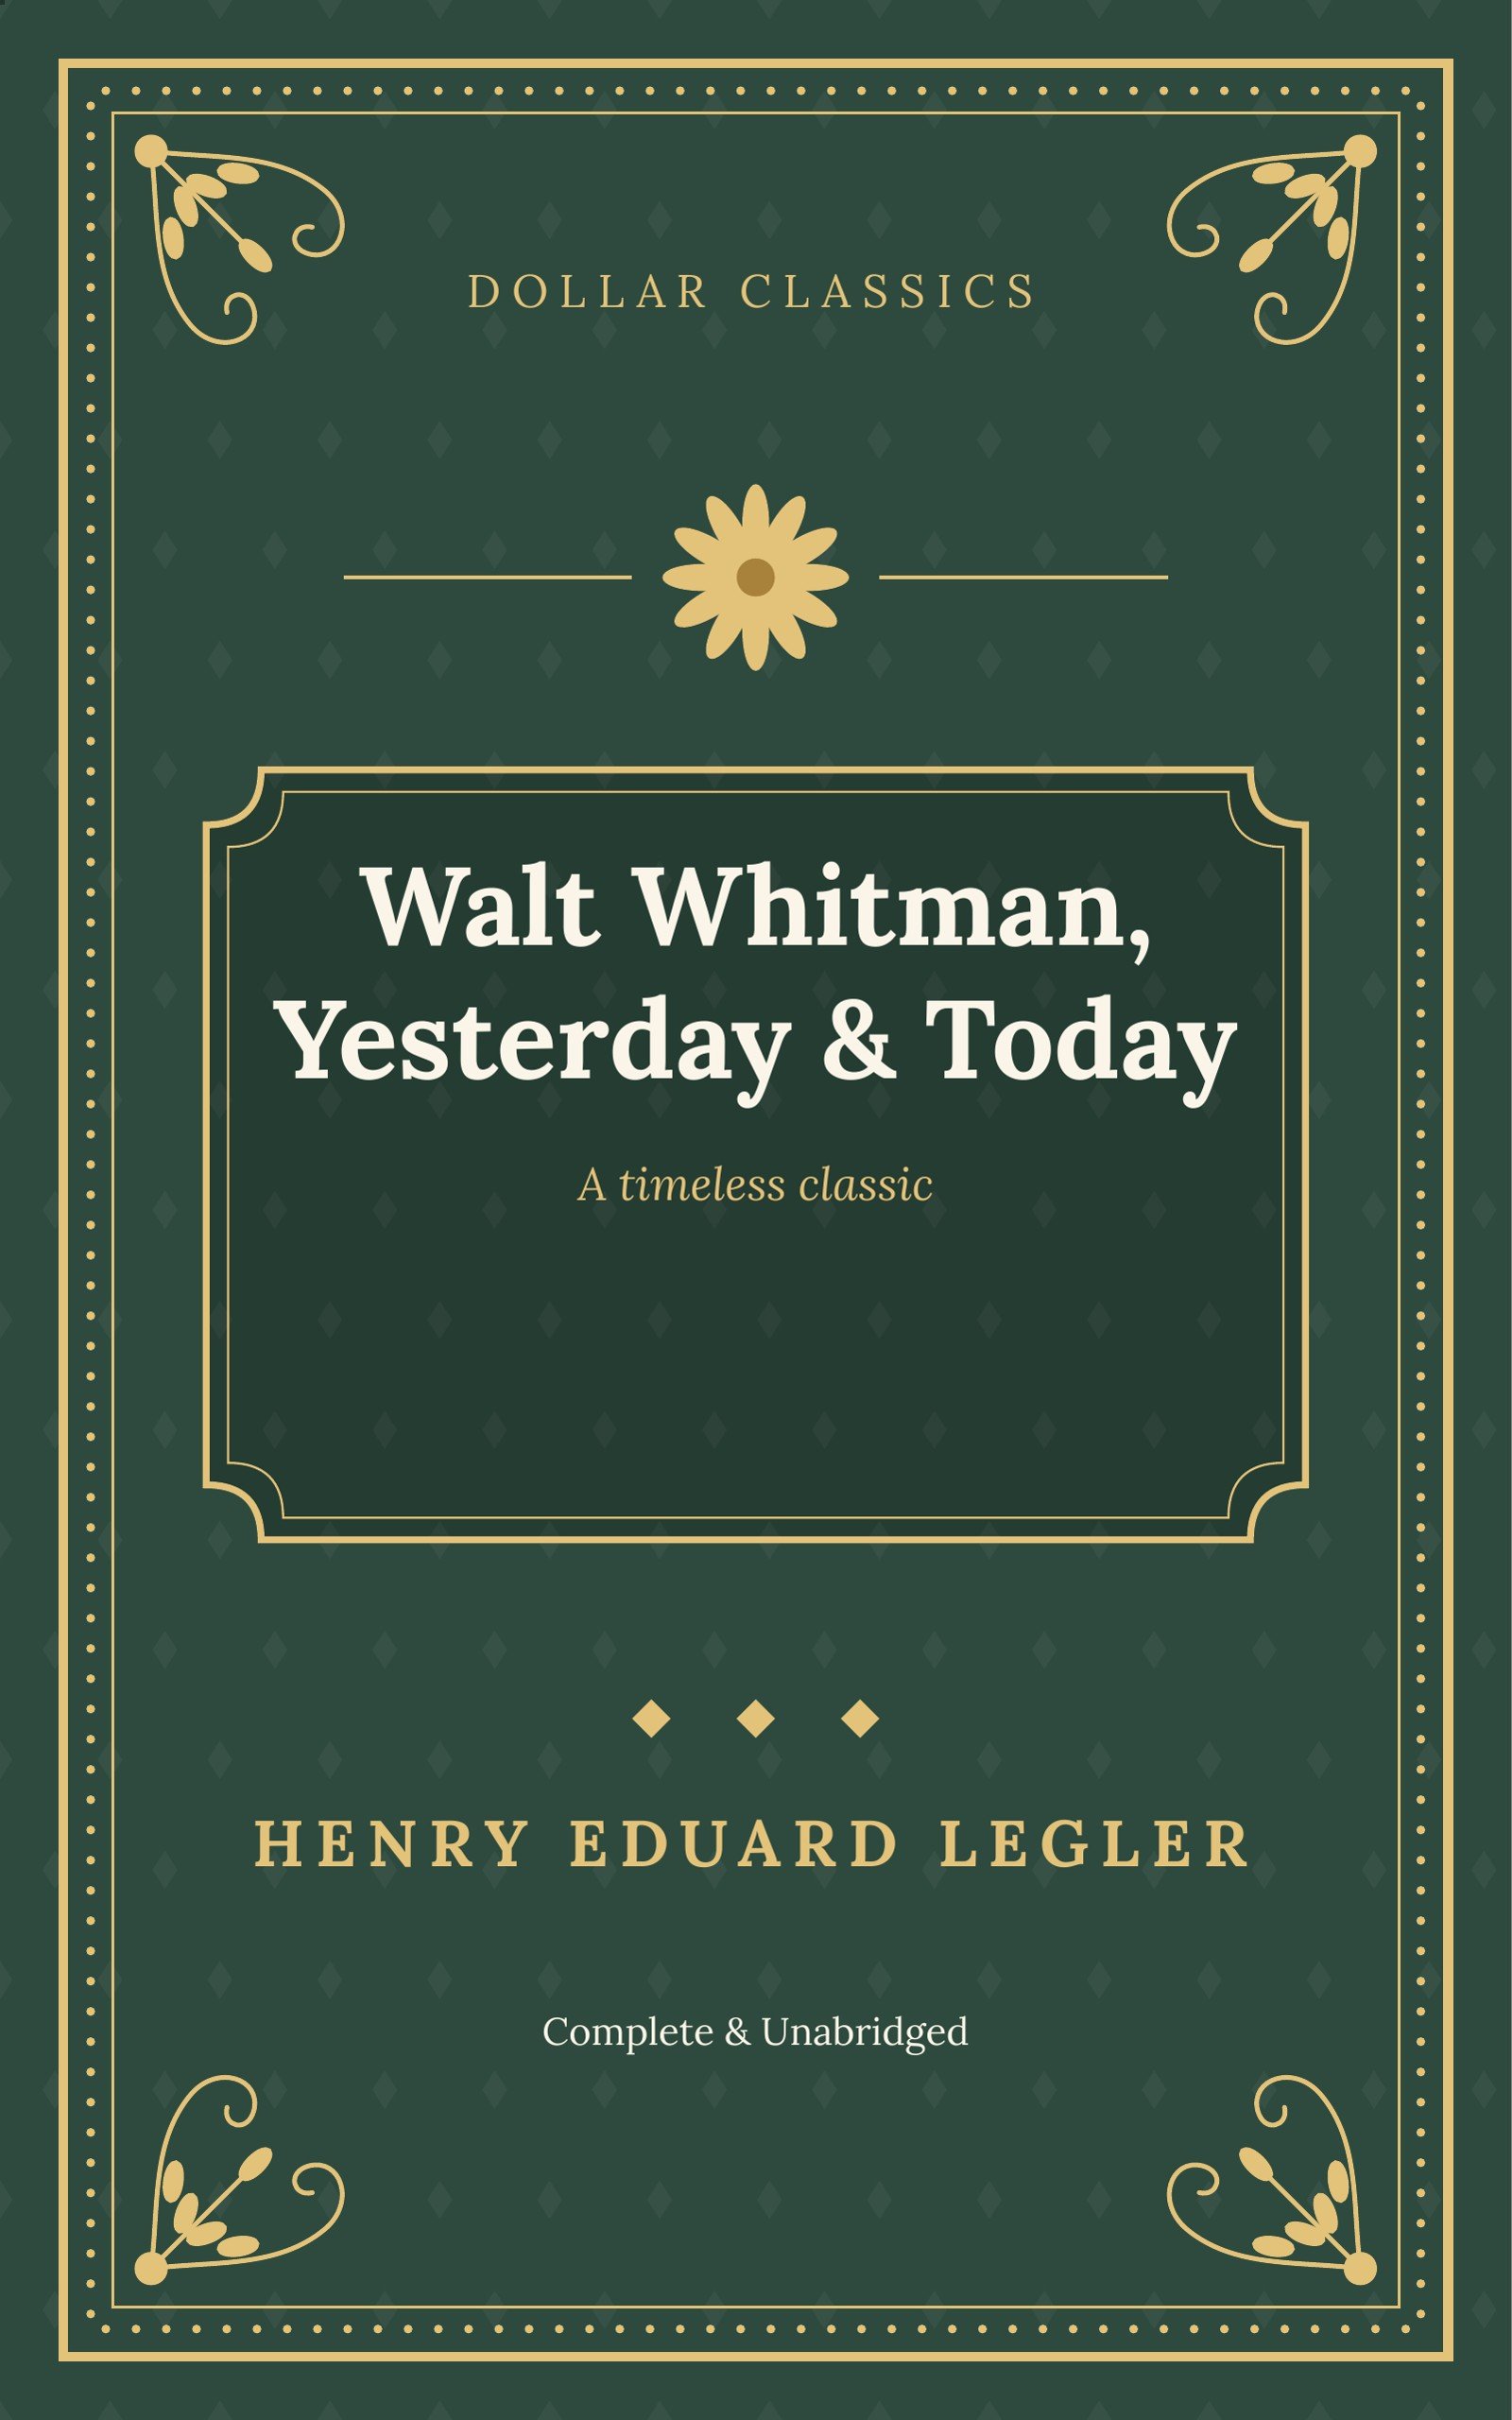 DOLLAR CLASSICS
Walt Whitman,
Yesterday & Today
A timeless classic
HENRY EDUARD LEGLER
Complete & Unabridged